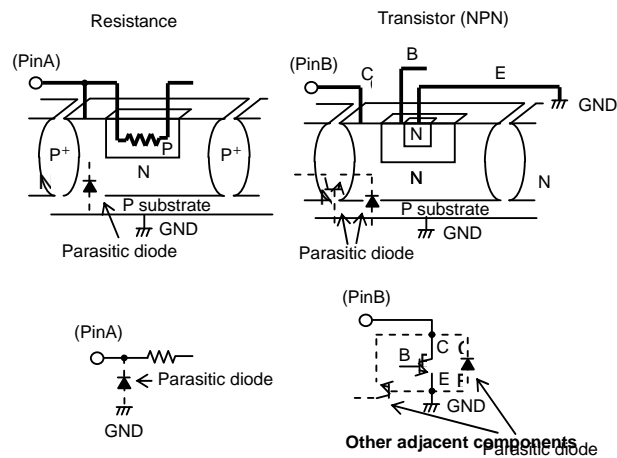 Resistance
Transistor (NPN)
(PinA)
P
P+
P+
N
P substrate
GND
Parasitic diode
(PinB)
C
B
E
GND
N
N
N
P substrate
GND
Parasitic diode
(PinA)
Parasitic diode
GND
(PinB)
B
C
E
GND
Other adjacent components
Parasitic diode